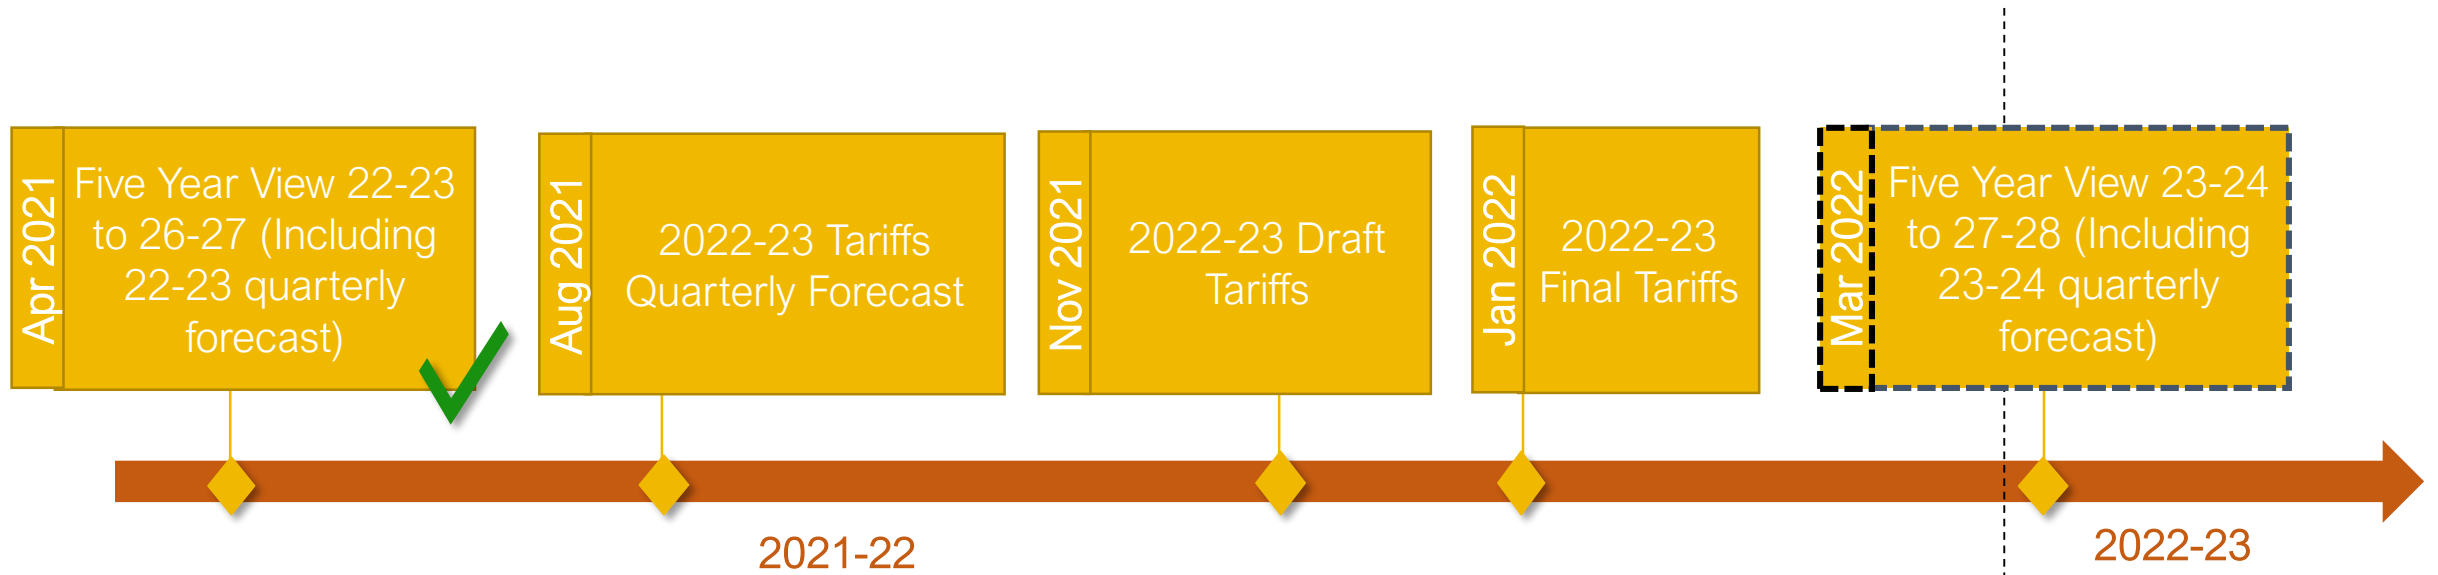 Apr 2021
Five Year View 22-23
to 26-27 (Including
22-23 quarterly
forecast)
Aug 2021
2022-23 Tariffs
Quarterly Forecast
Nov 2021
2022-23 Draft
Tariffs
Jan 2022
2022-23
Final Tariffs
Mar 2022
Five Year View 23-24
to 27-28 (Including
23-24 quarterly
forecast)
2021-22
2022-23